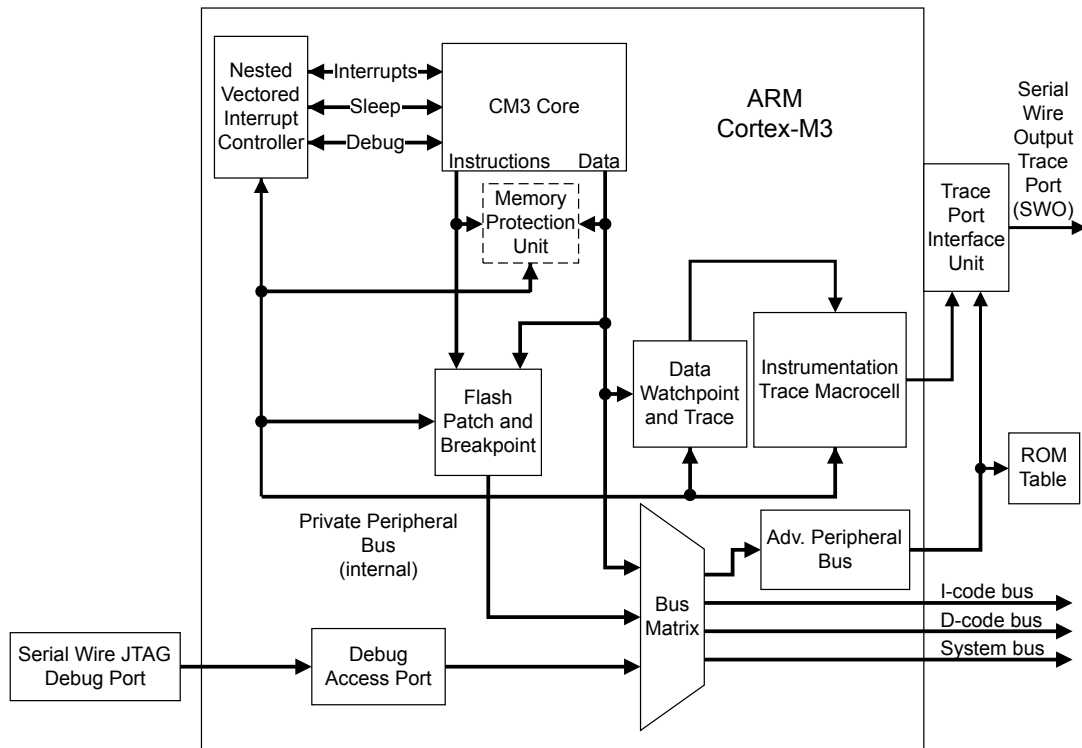 Nested
Vectored
Interrupt
Controller
Interrupts
Sleep
Debug
CM3 Core
Instructions
Data
ARM
Cortex-M3
Serial
Wire
Output
Trace
Port
(SWO)
Memory
Protection
Unit
Trace
Port
Interface
Unit
Flash
Patch and
Breakpoint
Data
Watchpoint
and Trace
Instrumentation
Trace Macrocell
ROM
Table
Private Peripheral
Bus
(internal)
Adv. Peripheral
Bus
Bus
Matrix
I-code bus
D-code bus
System bus
Serial Wire JTAG
Debug Port
Debug
Access Port